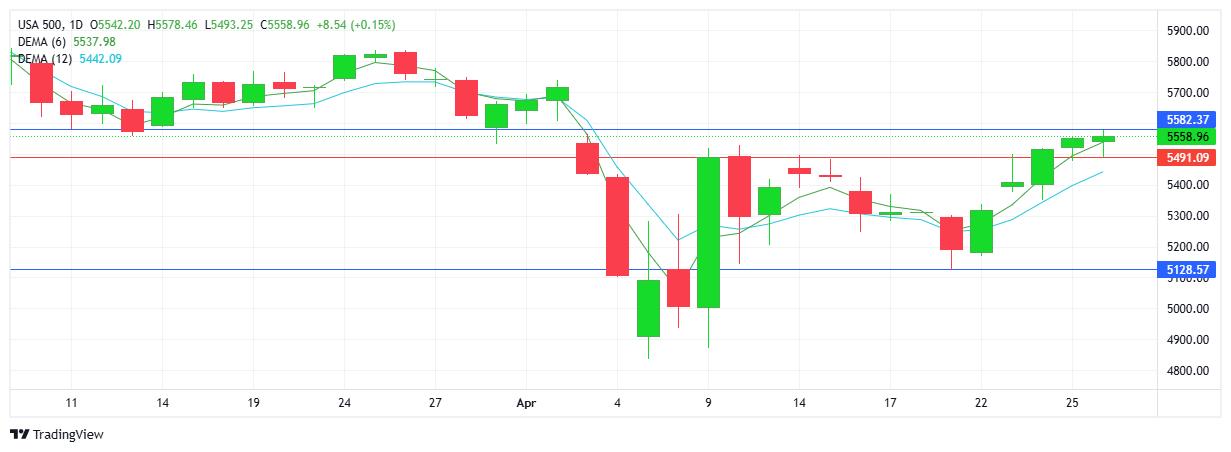 USA 500, 1D O5542.20 H5578.46 L5493.25 C5558.96 +8.54 (+0.15%)
DEMA (6) 5537.98
DEMA (12) 5442.09
5900.00
5800.00
5700.00
5582.37
5558.96
5491.09
5400.00
5300.00
5200.00
5128.57
5100.00
5000.00
4900.00
4800.00
11 14 19 24 27 Apr 4 9 14 17 22 25
TradingView